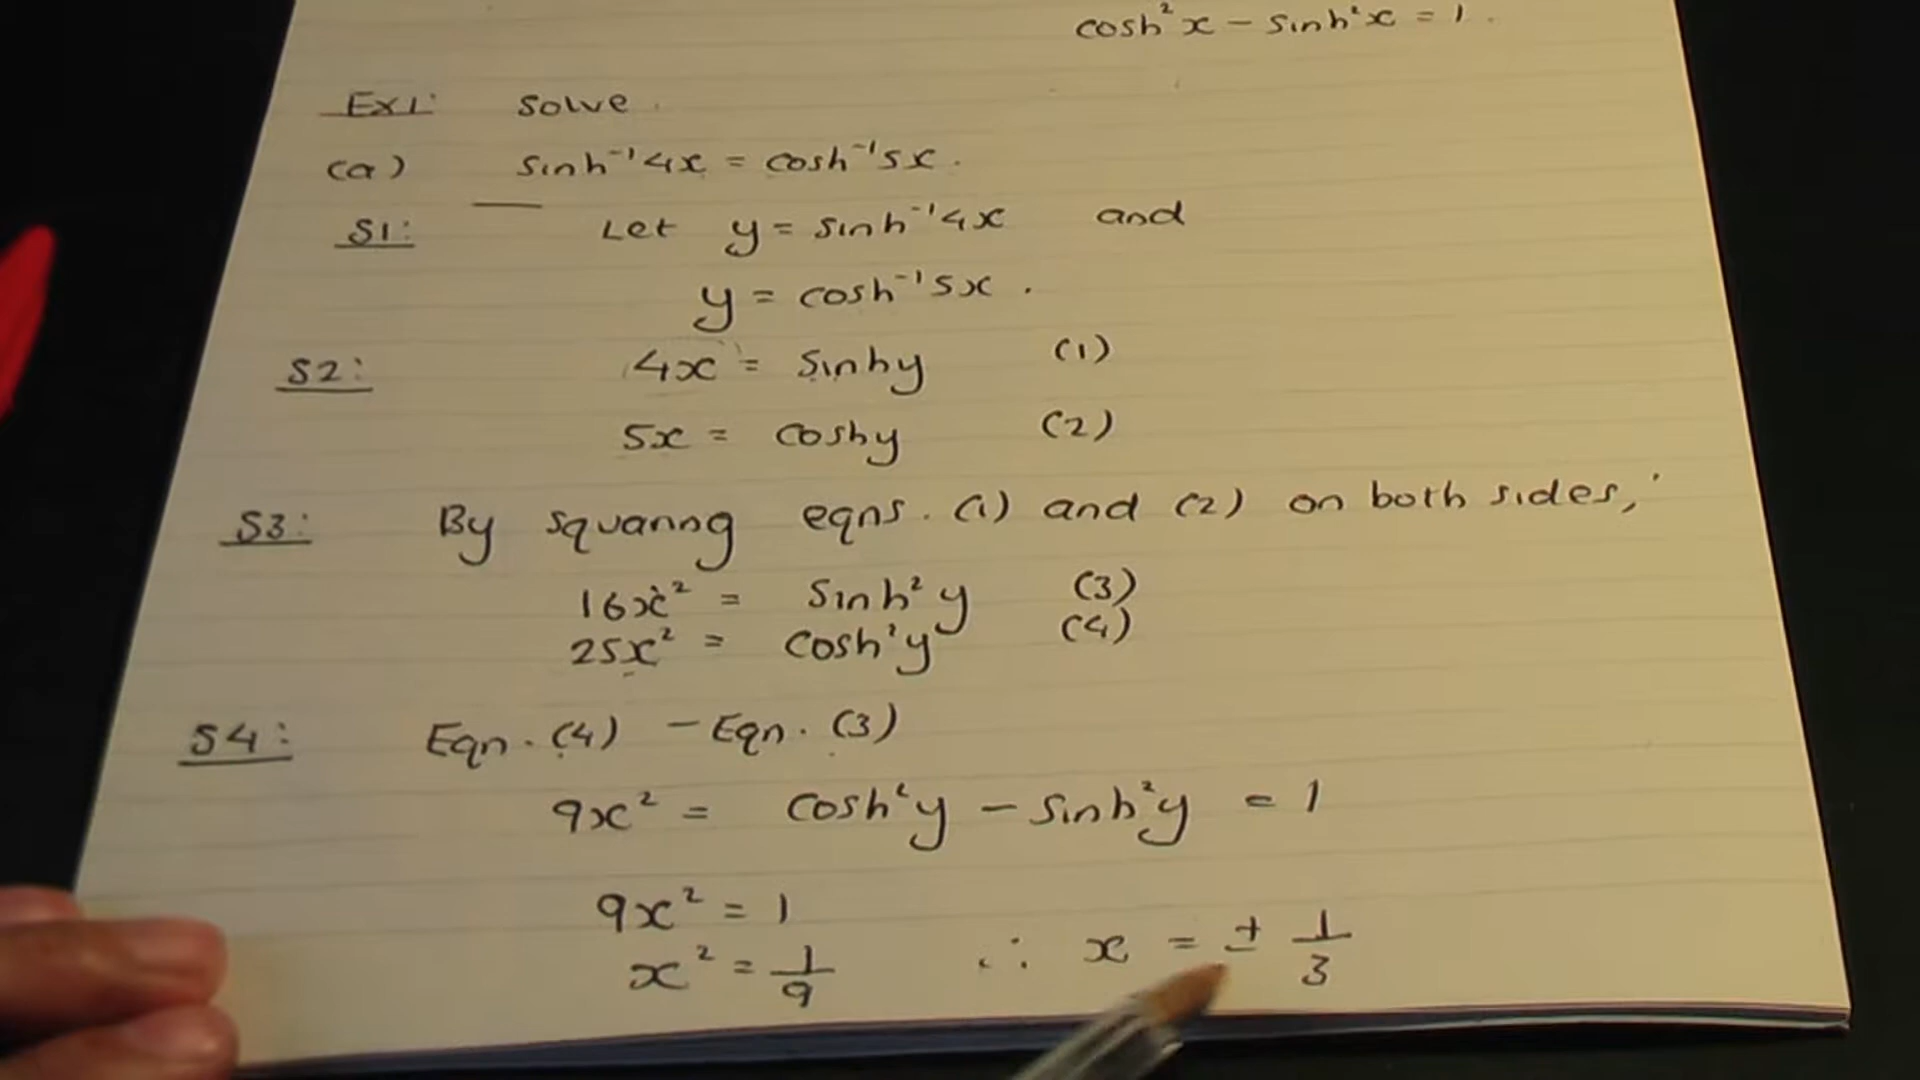 cosh²x − sinh²x = 1.
Ex1: Solve.
(a) sinh⁻¹4x = cosh⁻¹5x.
S1: Let y = sinh⁻¹4x and
y = cosh⁻¹5x.
S2: 4x = sinhy (1)
5x = coshy (2)
S3: By squaring eqns. (1) and (2) on both sides,
16x² = sinh²y (3)
25x² = cosh²y (4)
S4: Eqn. (4) − Eqn. (3)
9x² = cosh²y − sinh²y = 1
9x² = 1
x² = 1/9 ∴ x = ± 1/3